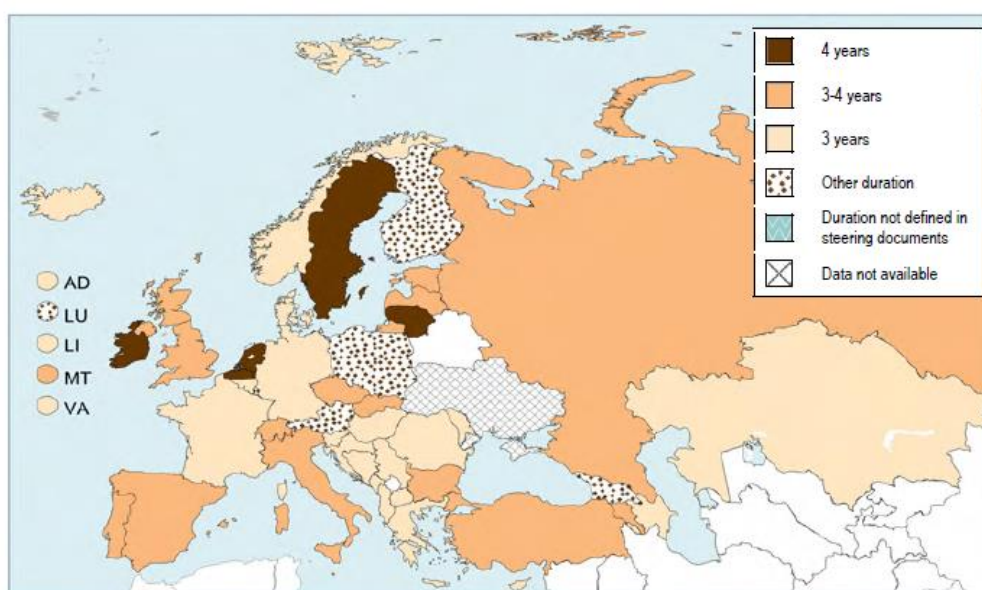 4 years
3-4 years
3 years
Other duration
Duration not defined in
steering documents
Data not available
AD
LU
LI
MT
VA